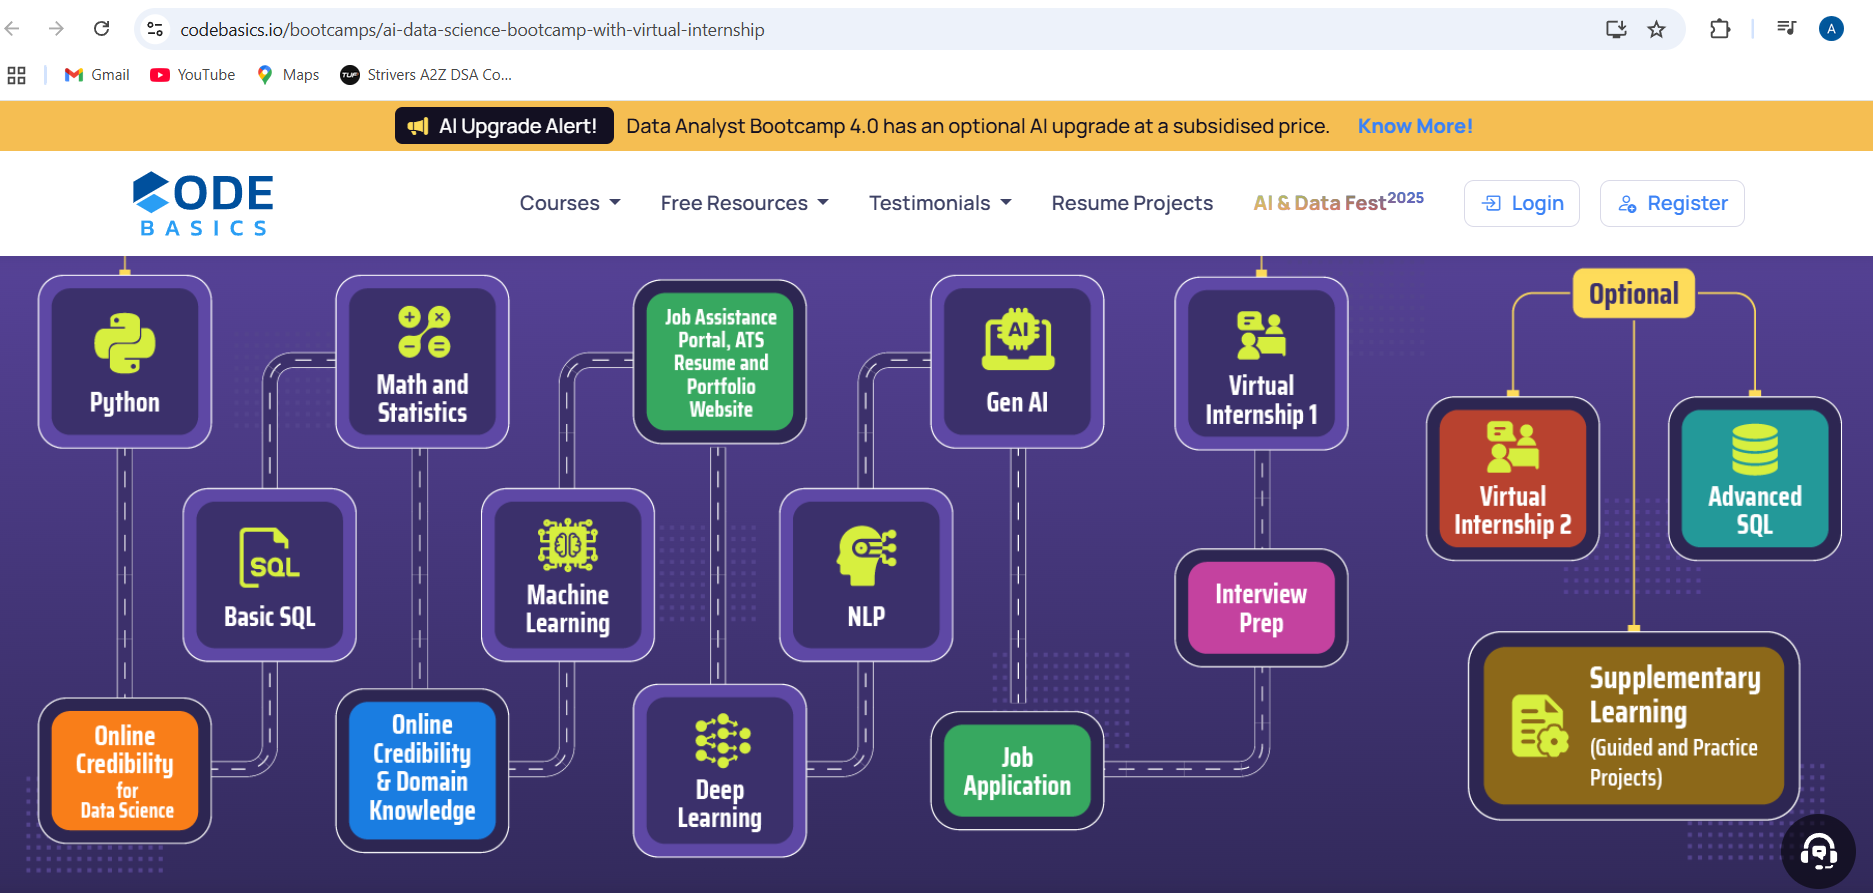 codebasics.io/bootcamps/ai-data-science-bootcamp-with-virtual-internship
A
Gmail
YouTube
Maps
TUF
Strivers A2Z DSA Co...
AI Upgrade Alert!
Data Analyst Bootcamp 4.0 has an optional AI upgrade at a subsidised price.
Know More!
CODE
BASICS
Courses
Free Resources
Testimonials
Resume Projects
AI & Data Fest2025
Login
Register
Python
Online
Credibility
for
Data Science
SQL
Basic SQL
Math and
Statistics
Online
Credibility
& Domain
Knowledge
Machine
Learning
Job Assistance
Portal, ATS
Resume and
Portfolio
Website
Deep
Learning
NLP
AI
Gen AI
Job
Application
Virtual
Internship 1
Interview
Prep
Optional
Virtual
Internship 2
Advanced
SQL
Supplementary
Learning
(Guided and Practice
Projects)